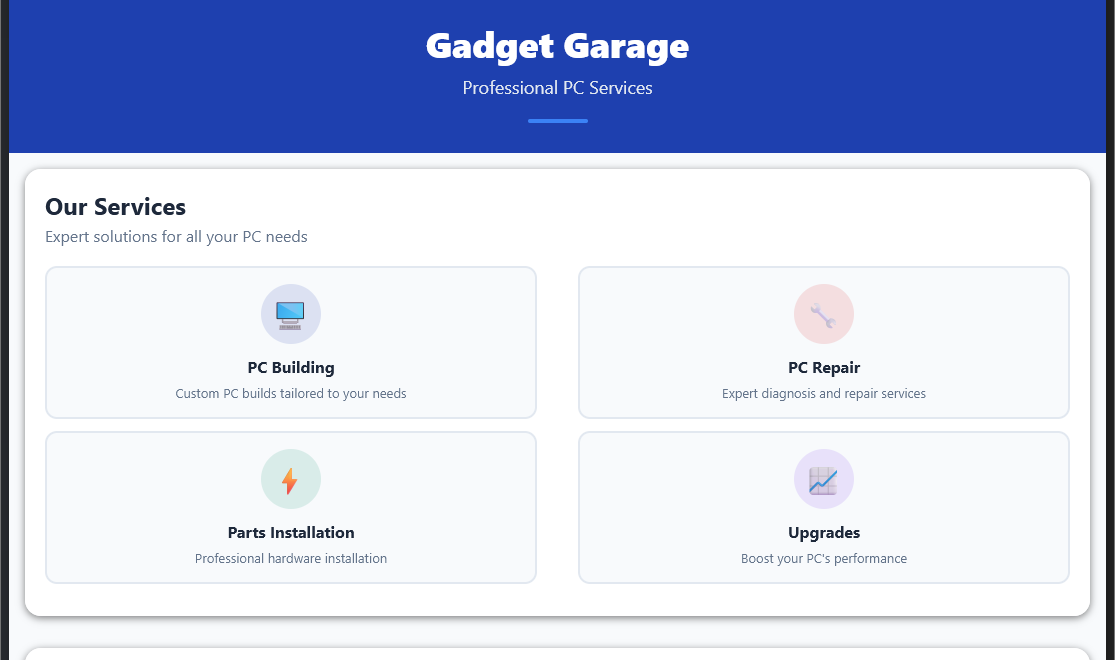 Gadget Garage
Professional PC Services
Our Services
Expert solutions for all your PC needs
PC Building
Custom PC builds tailored to your needs
PC Repair
Expert diagnosis and repair services
Parts Installation
Professional hardware installation
Upgrades
Boost your PC's performance